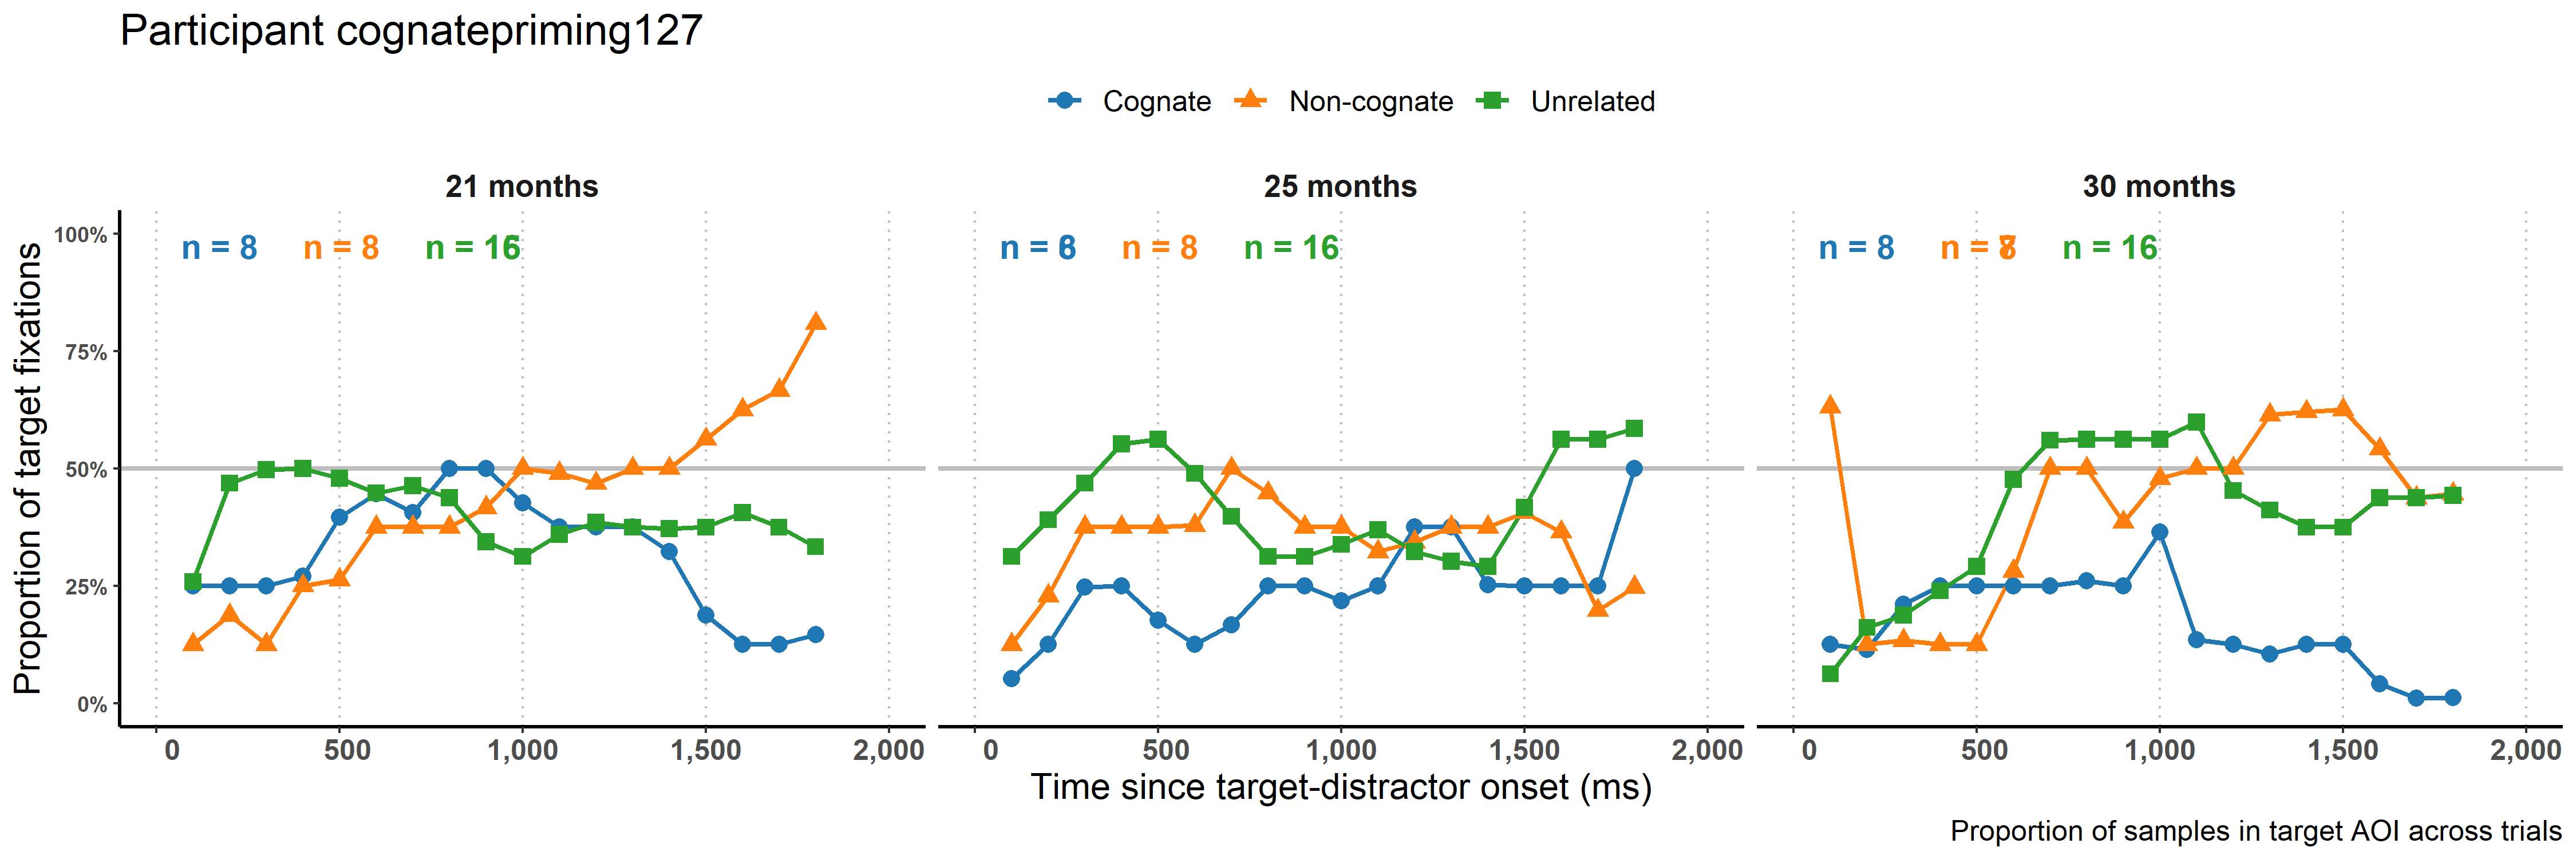 Participant cognatepriming127
Cognate Non-cognate Unrelated
21 months 25 months 30 months
100%
75%
50%
25%
0%
n = 8 n = 8 n =
n = n = 8 n = 16
n = 8 n = n = 16
Proportion of target fixations
0 500 1,000 1,500 2,000 0 500 1,000 1,500 2,000 0 500 1,000 1,500 2,000
Time since target-distractor onset (ms)
Proportion of samples in target AOI across trials